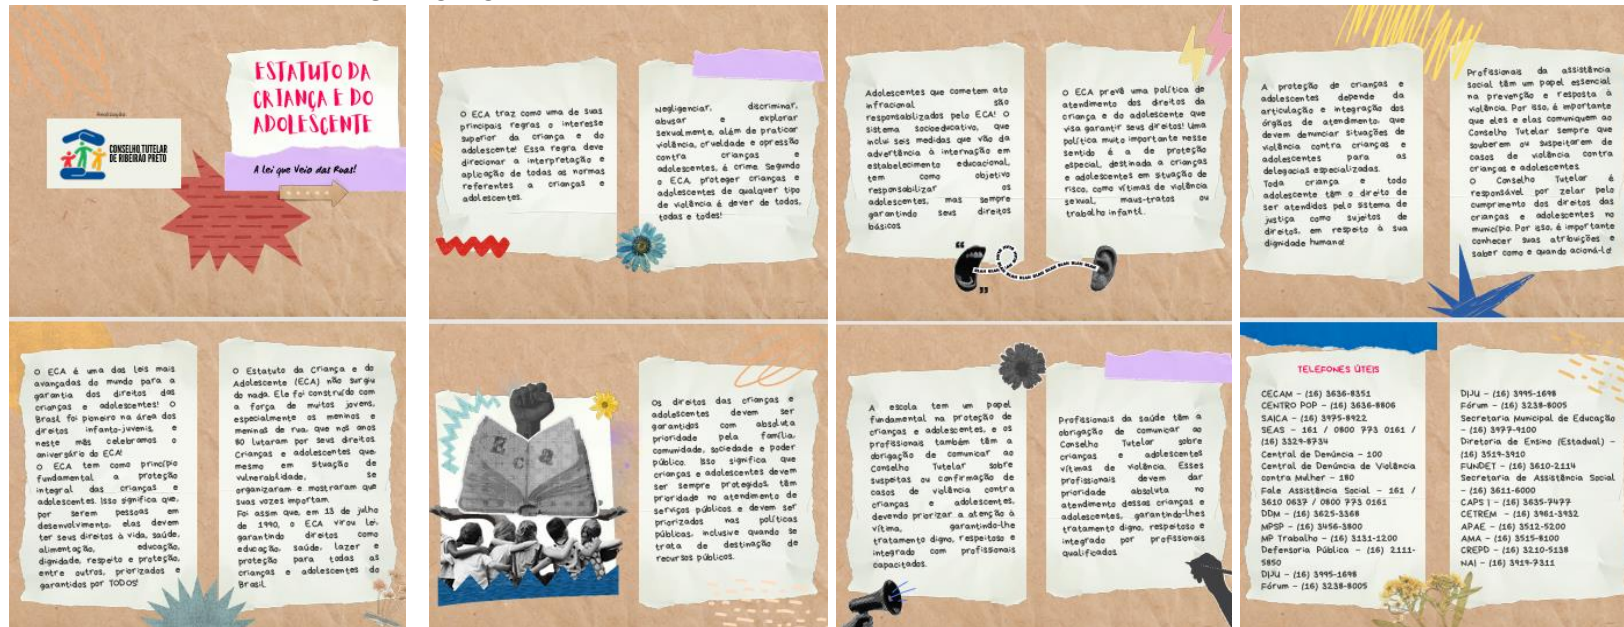 Realização
CONSELHO TUTELAR
DE RIBEIRÃO PRETO
ESTATUTO DA
CRIANÇA E DO
ADOLESCENTE
A lei que Veio das Ruas!
O ECA traz como uma de suas
principais regras o interesse
superior da criança e do
adolescente! Essa regra deve
direcionar a interpretação e
aplicação de todas as normas
referentes a crianças e
adolescentes.
Negligenciar, discriminar,
abusar e explorar
sexualmente, além de praticar
violência, crueldade e opressão
contra crianças e
adolescentes, é crime. Segundo
o ECA, proteger crianças e
adolescentes de qualquer tipo
de violência é dever de todos,
todas e todes!
Adolescentes que cometem ato
infracional são
responsabilizados pelo ECA! O
sistema socioeducativo, que
inclui seis medidas que vão da
advertência à internação em
estabelecimento educacional,
tem como objetivo
responsabilizar os
adolescentes, mas sempre
garantindo seus direitos
básicos
O ECA prevê uma política de
atendimento dos direitos da
criança e do adolescente que
visa garantir seus direitos! Uma
política muito importante nesse
sentido é a de proteção
especial, destinada a crianças
e adolescentes em situação de
risco, como vítimas de violência
sexual, maus-tratos ou
trabalho infantil.
BLAH BLAH BLAH BLAH BLAH BLAH
A proteção de crianças e
adolescentes depende da
articulação e integração dos
órgãos de atendimento, que
devem denunciar situações de
violência contra crianças e
adolescentes para as
delegacias especializadas.
Toda criança e todo
adolescente têm o direito de
ser atendidos pelo sistema de
justiça como sujeitos de
direitos, em respeito à sua
dignidade humana!
Profissionais da assistência
social têm um papel essencial
na prevenção e resposta à
violência. Por isso, é importante
que eles e elas comuniquem ao
Conselho Tutelar sempre que
souberem ou suspeitarem de
casos de violência contra
crianças e adolescentes
O Conselho Tutelar é
responsável por zelar pelo
cumprimento dos direitos das
crianças e adolescentes no
município. Por isso, é importante
conhecer suas atribuições e
saber como e quando acioná-lo!
O ECA é uma das leis mais
avançadas do mundo para a
garantia dos direitos das
crianças e adolescentes! O
Brasil foi pioneiro na área dos
direitos infanto-juvenis, e
neste mês celebramos o
aniversário do ECA!
O ECA tem como princípio
fundamental a proteção
integral das crianças e
adolescentes. Isso significa que,
por serem pessoas em
desenvolvimento, elas devem
ter seus direitos à vida, saúde,
alimentação, educação,
dignidade, respeito e proteção,
entre outros, priorizados e
garantidos por TODOS!
O Estatuto da Criança e do
Adolescente (ECA) não surgiu
do nada. Ele foi construído com
a força de muitos jovens,
especialmente os meninos e
meninas de rua, que nos anos
80 lutaram por seus direitos
Crianças e adolescentes que,
mesmo em situação de
vulnerabilidade, se
organizaram e mostraram que
suas vozes importam.
Foi assim que, em 13 de julho
de 1990, o ECA virou lei,
garantindo direitos como
educação, saúde, lazer e
proteção para todas as
crianças e adolescentes do
Brasil.
Eca
Os direitos das crianças e
adolescentes devem ser
garantidos com absoluta
prioridade pela família,
comunidade, sociedade e poder
público. Isso significa que
crianças e adolescentes devem
ser sempre protegidos, têm
prioridade no atendimento de
serviços públicos e devem ser
priorizados nas políticas
públicas, inclusive quando se
trata de destinação de
recursos públicos.
A escola tem um papel
fundamental na proteção de
crianças e adolescentes, e os
profissionais também têm a
obrigação de comunicar ao
Conselho Tutelar sobre
suspeitas ou confirmação de
casos de violência contra
crianças e adolescentes,
devendo priorizar a atenção à
vítima, garantindo-lhe
tratamento digno, respeitoso e
integrado com profissionais
capacitados.
Profissionais da saúde têm a
obrigação de comunicar ao
Conselho Tutelar sobre
crianças e adolescentes
vítimas de violência. Esses
profissionais devem dar
prioridade absoluta no
atendimento dessas crianças e
adolescentes, garantindo-lhes
tratamento digno, respeitoso e
integrado por profissionais
qualificados.
TELEFONES ÚTEIS
CECAM - (16) 3636-8351
CENTRO POP - (16) 3636-8806
SAICA - (16) 3975-8922
SEAS - 161 / 0800 773 0161 /
(16) 3329-8734
Central de Denúncia - 100
Central de Denúncia de Violência
contra Mulher - 180
Fale Assistência Social - 161 /
3610 0637 / 0800 773 0161
DDM - (16) 3625-3368
MPSP - (16) 3456-3800
MP Trabalho - (16) 3131-1200
Defensoria Pública - (16) 2111-
5850
DIJU - (16) 3995-1698
Fórum - (16) 3238-8005
DIJU - (16) 3995-1698
Fórum - (16) 3238-8005
Secretaria Municipal de Educação
- (16) 3977-9100
Diretoria de Ensino (Estadual) -
(16) 3519-3910
FUNDET - (16) 3610-2114
Secretaria de Assistência Social
- (16) 3611-6000
CAPS I - (16) 3635-7477
CETREM - (16) 3961-3932
APAE - (16) 3512-5200
AMA - (16) 3515-8100
CREPD - (16) 3210-5138
NAI - (16) 3919-7311